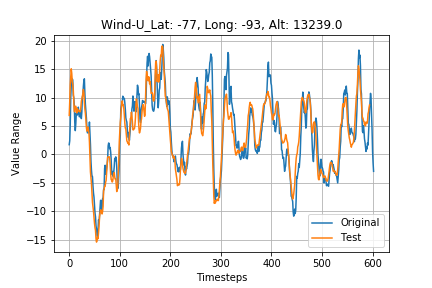 Wind-U_Lat: -77, Long: -93, Alt: 13239.0
20
15
10
5
0
−5
−10
−15
Value Range
0 100 200 300 400 500 600
Timesteps
Original
Test